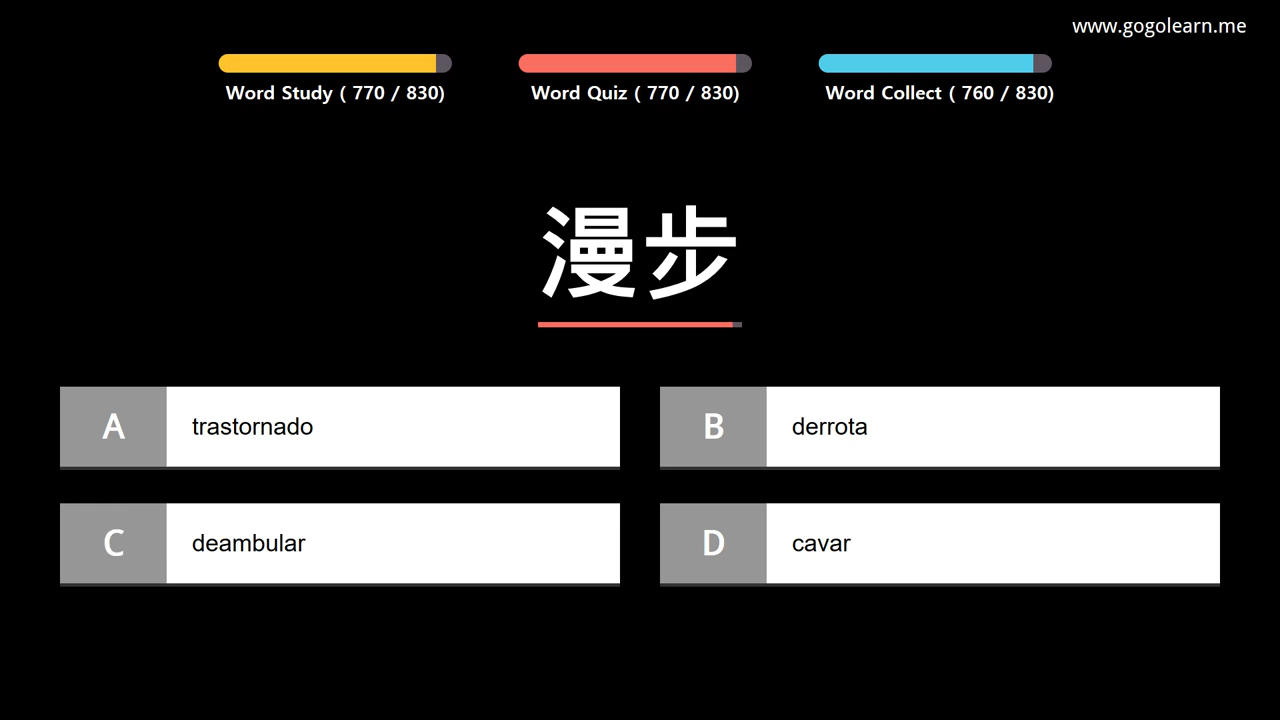 www.gogolearn.me
Word Study ( 770 / 830)
Word Quiz ( 770 / 830)
Word Collect ( 760 / 830)
漫步
A trastornado
B derrota
C deambular
D cavar